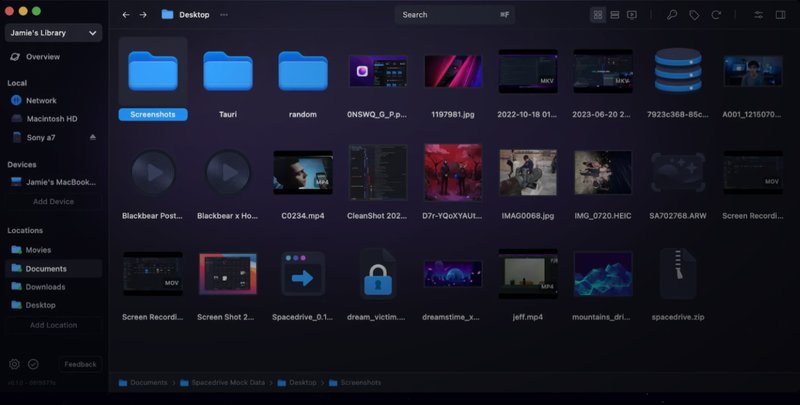 Jamie's Library
Desktop
Search
⌘F
Overview
Local
Network
Macintosh HD
Sony a7
Devices
Jamie's MacBook...
Add Device
Locations
Movies
Documents
Downloads
Desktop
Add Location
Feedback
Screenshots
Tauri
random
0NSWQ_G_P.p...
1197981.jpg
MKV
2022-10-18 01...
MKV
2023-06-20 2...
7923c368-85c...
A001_1215070...
Blackbear Post...
Blackbear x Ho...
MP4
C0234.mp4
CleanShot 202...
D7r-YQoXYAUt...
IMAG0068.jpg
IMG_0720.HEIC
SA702768.ARW
MOV
Screen Recordi...
MOV
Screen Recordi...
Screen Shot 2...
Spacedrive_0.1...
dream_victim....
dreamstime_x...
MP4
jeff.mp4
mountains_dri...
spacedrive.zip
Documents > Spacedrive Mock Data > Desktop > Screenshots